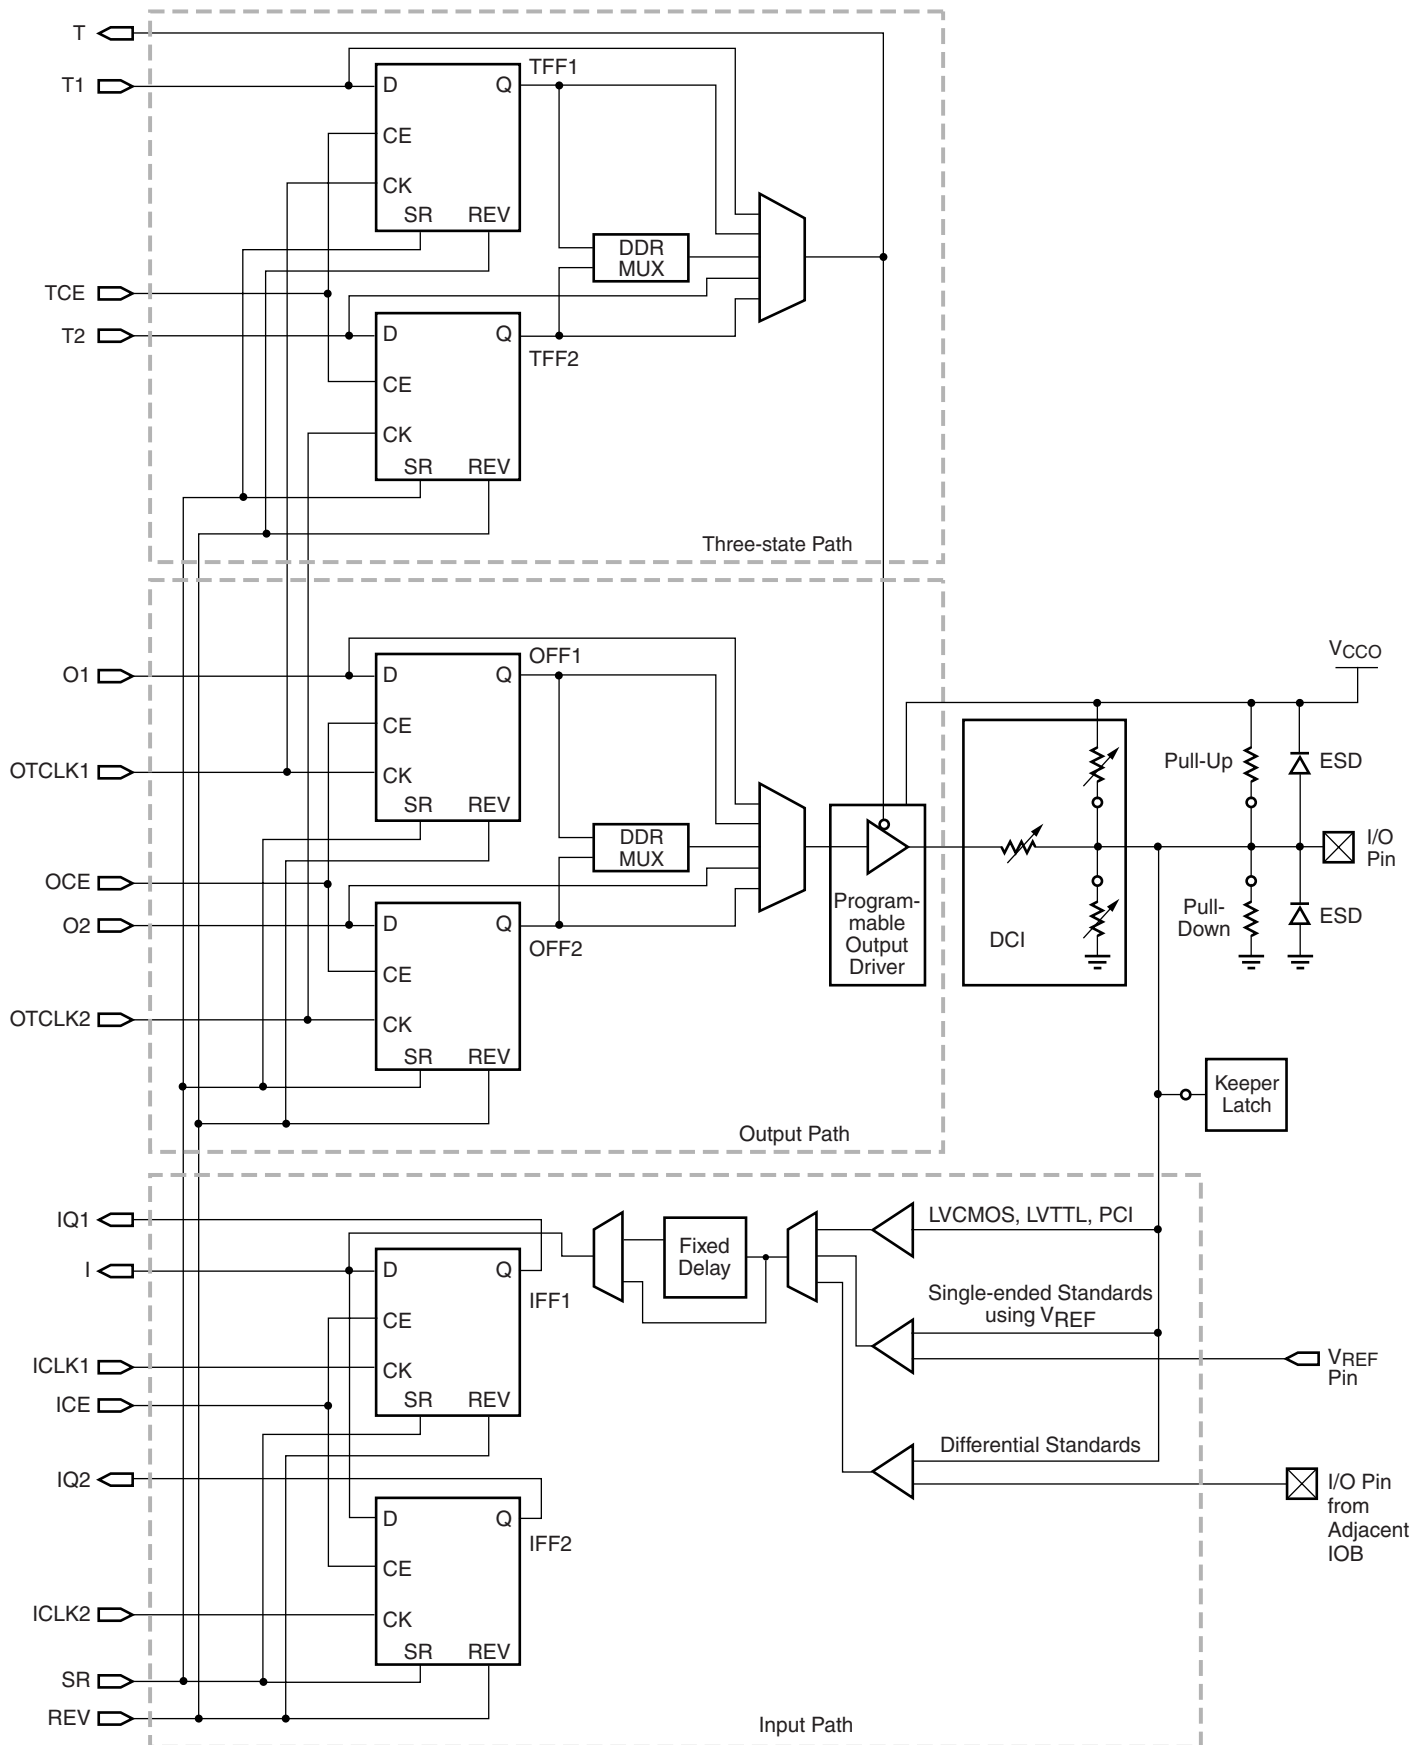 T
T1
D
Q
TFF1
CE
CK
SR
REV
DDR
MUX
TCE
T2
D
Q
TFF2
CE
CK
SR
REV
Three-state Path
O1
D
Q
OFF1
CE
OTCLK1
CK
SR
REV
DDR
MUX
OCE
O2
D
Q
OFF2
CE
OTCLK2
CK
SR
REV
Program-
mable
Output
Driver
DCI
VCCO
Pull-Up
ESD
I/O
Pin
Pull-
Down
ESD
Keeper
Latch
Output Path
IQ1
I
D
Q
IFF1
CE
ICLK1
CK
ICE
SR
REV
Fixed
Delay
LVCMOS, LVTTL, PCI
Single-ended Standards
using VREF
VREF
Pin
Differential Standards
I/O Pin
from
Adjacent
IOB
IQ2
D
Q
IFF2
CE
ICLK2
CK
SR
REV
SR
REV
Input Path